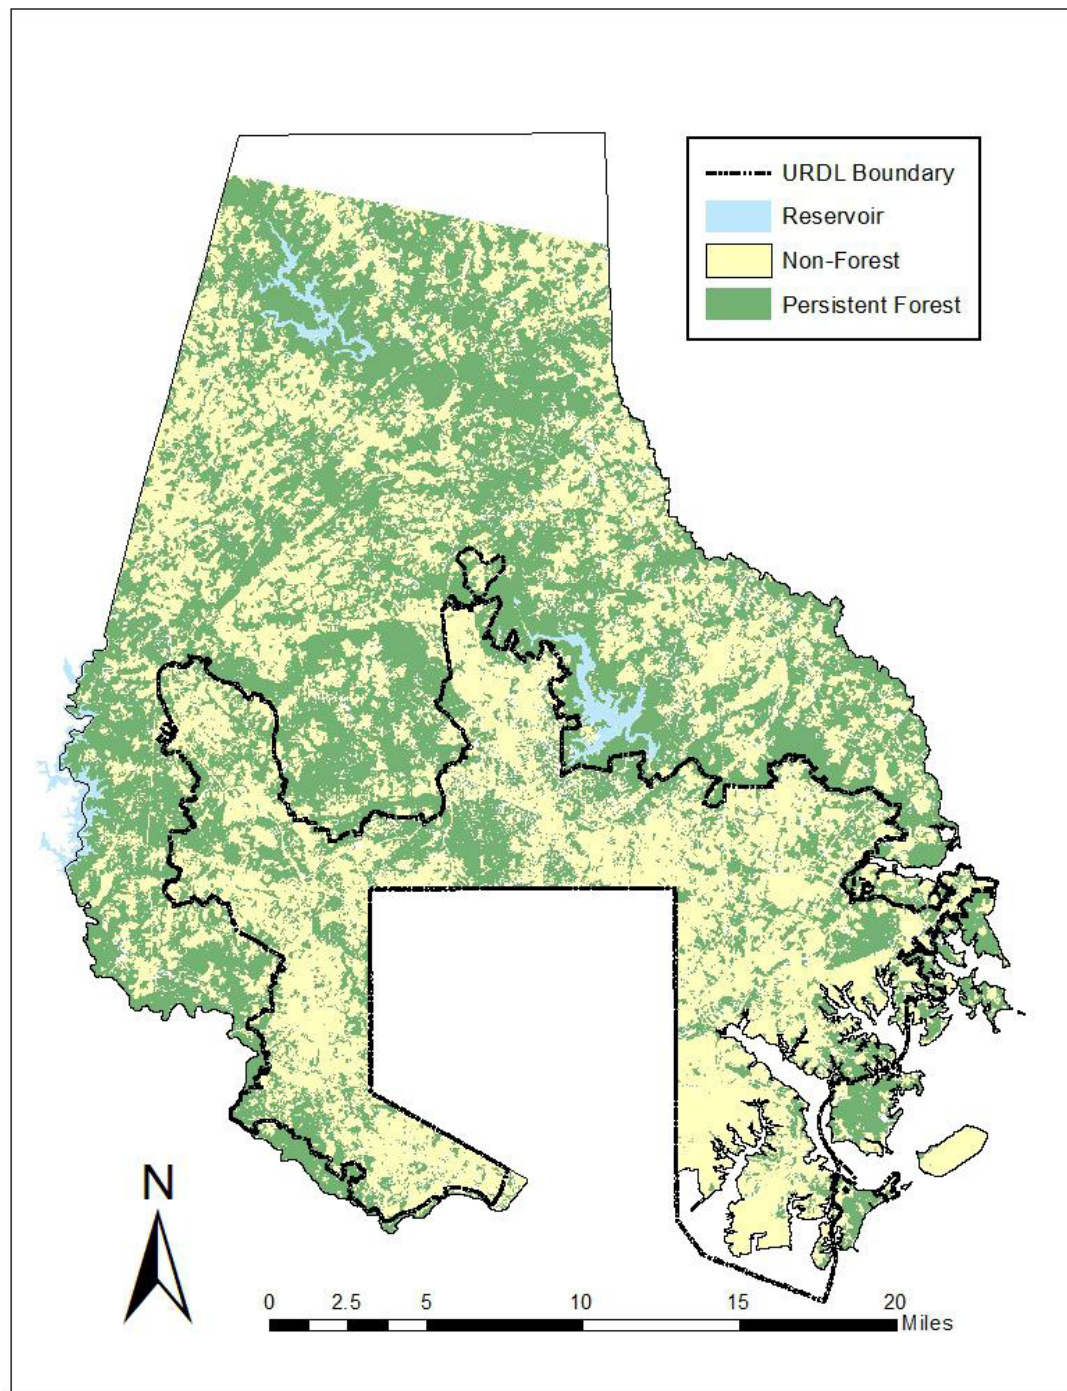 URDL Boundary
Reservoir
Non-Forest
Persistent Forest
N
0 2.5 5 10 15 20
Miles